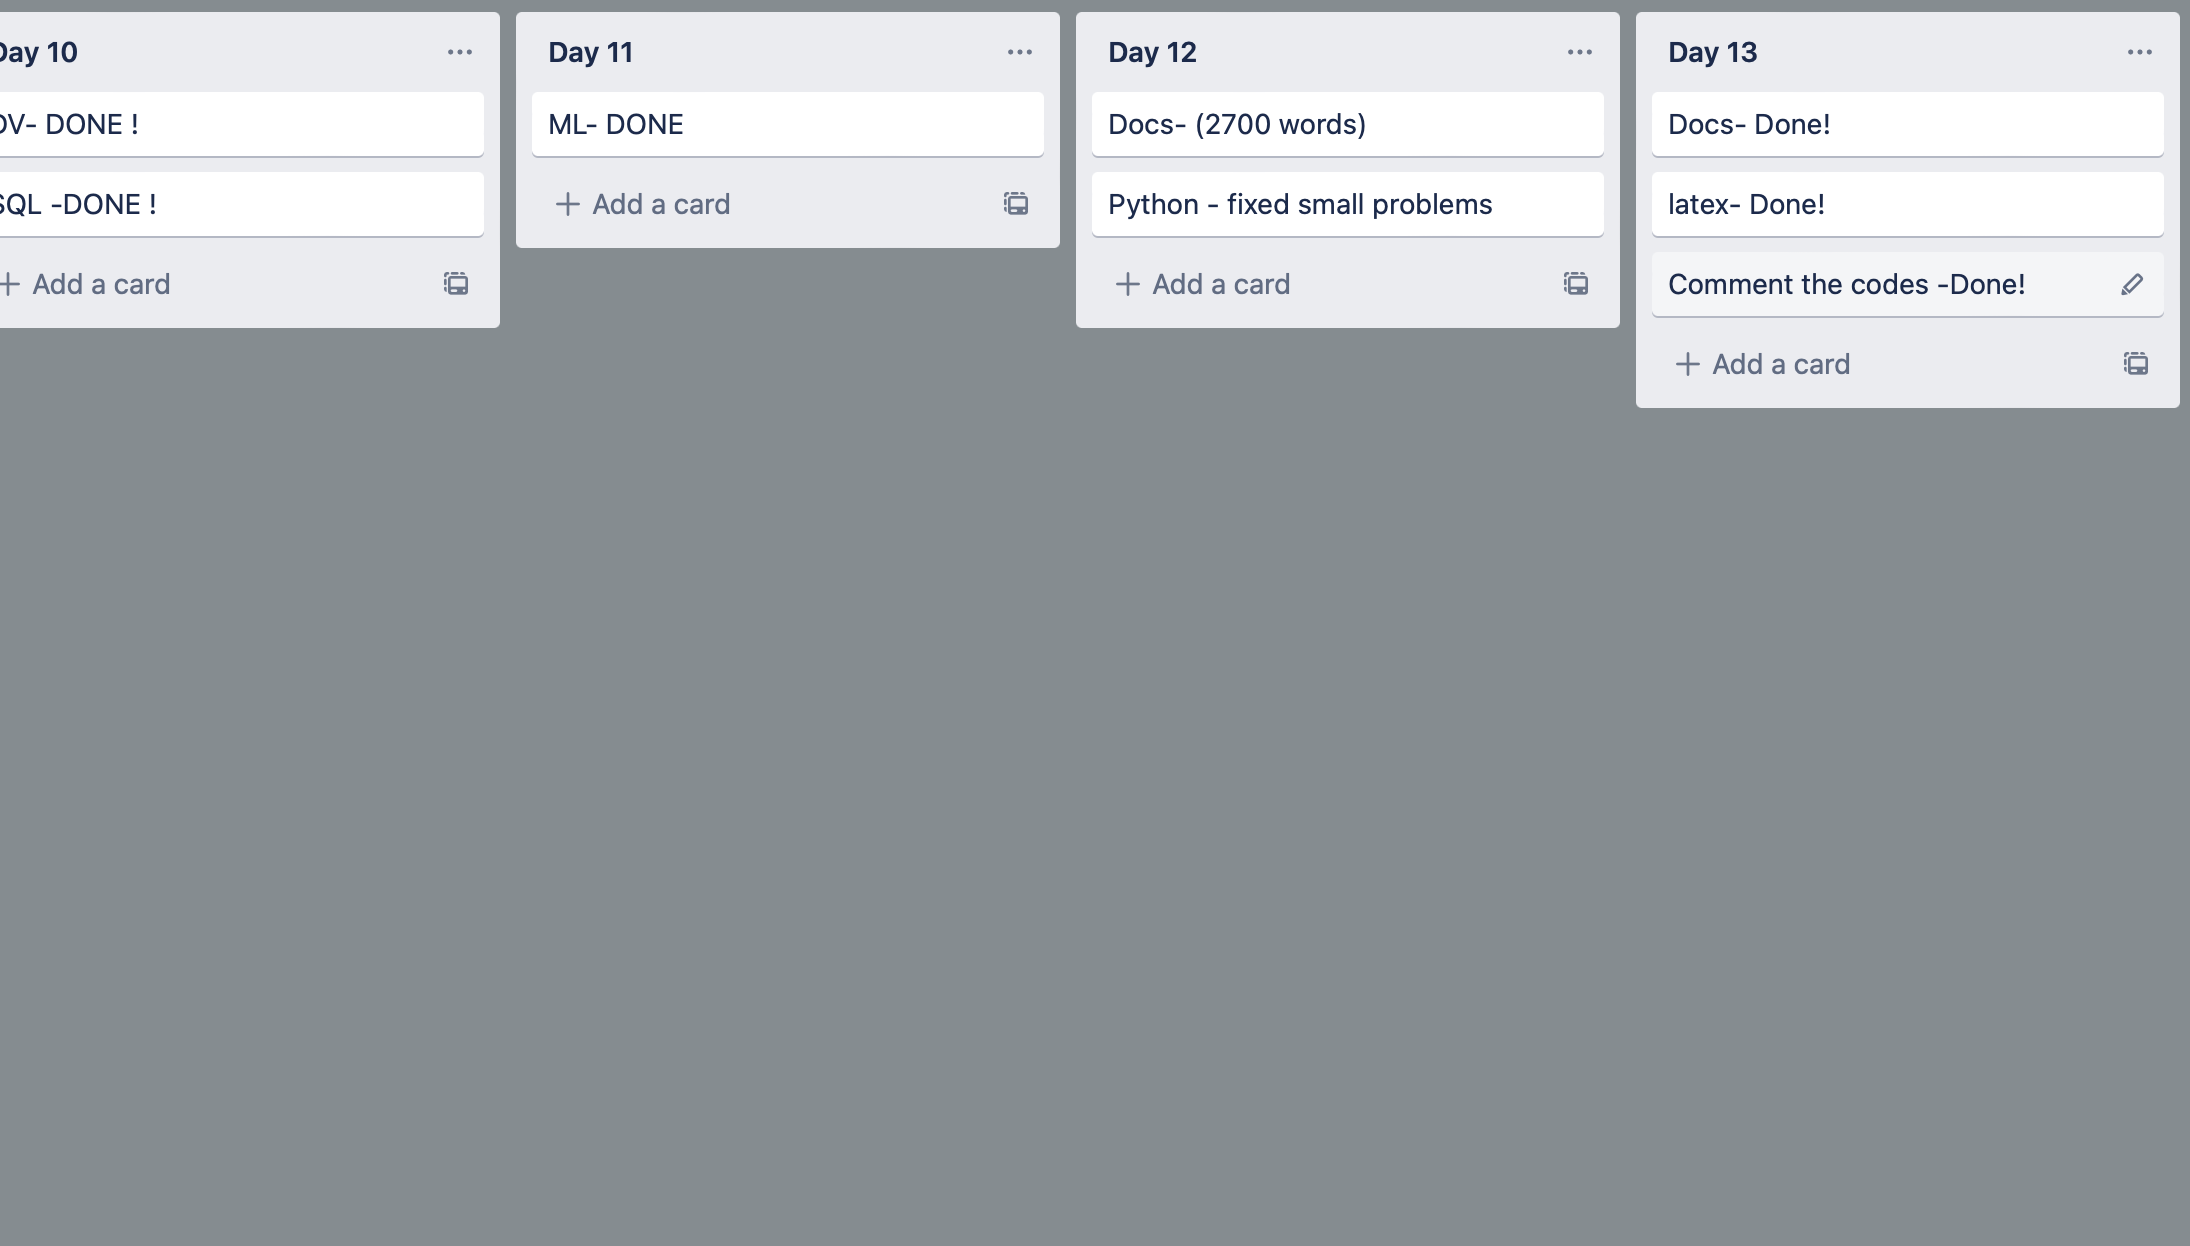 Day 10
DV- DONE !
SQL -DONE !
Add a card
Day 11
ML- DONE
Add a card
Day 12
Docs- (2700 words)
Python - fixed small problems
Add a card
Day 13
Docs- Done!
latex- Done!
Comment the codes -Done!
Add a card